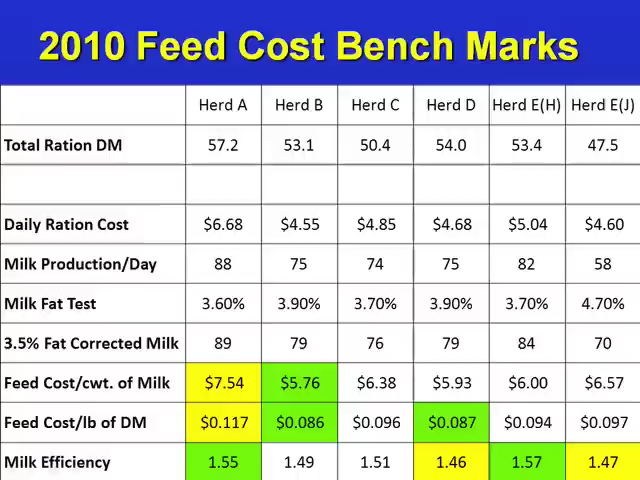 2010 Feed Cost Bench Marks
Herd A Herd B Herd C Herd D Herd E(H) Herd E(J)
Total Ration DM 57.2 53.1 50.4 54.0 53.4 47.5
Daily Ration Cost $6.68 $4.55 $4.85 $4.68 $5.04 $4.60
Milk Production/Day 88 75 74 75 82 58
Milk Fat Test 3.60% 3.90% 3.70% 3.90% 3.70% 4.70%
3.5% Fat Corrected Milk 89 79 76 79 84 70
Feed Cost/cwt. of Milk $7.54 $5.76 $6.38 $5.93 $6.00 $6.57
Feed Cost/lb of DM $0.117 $0.086 $0.096 $0.087 $0.094 $0.097
Milk Efficiency 1.55 1.49 1.51 1.46 1.57 1.47